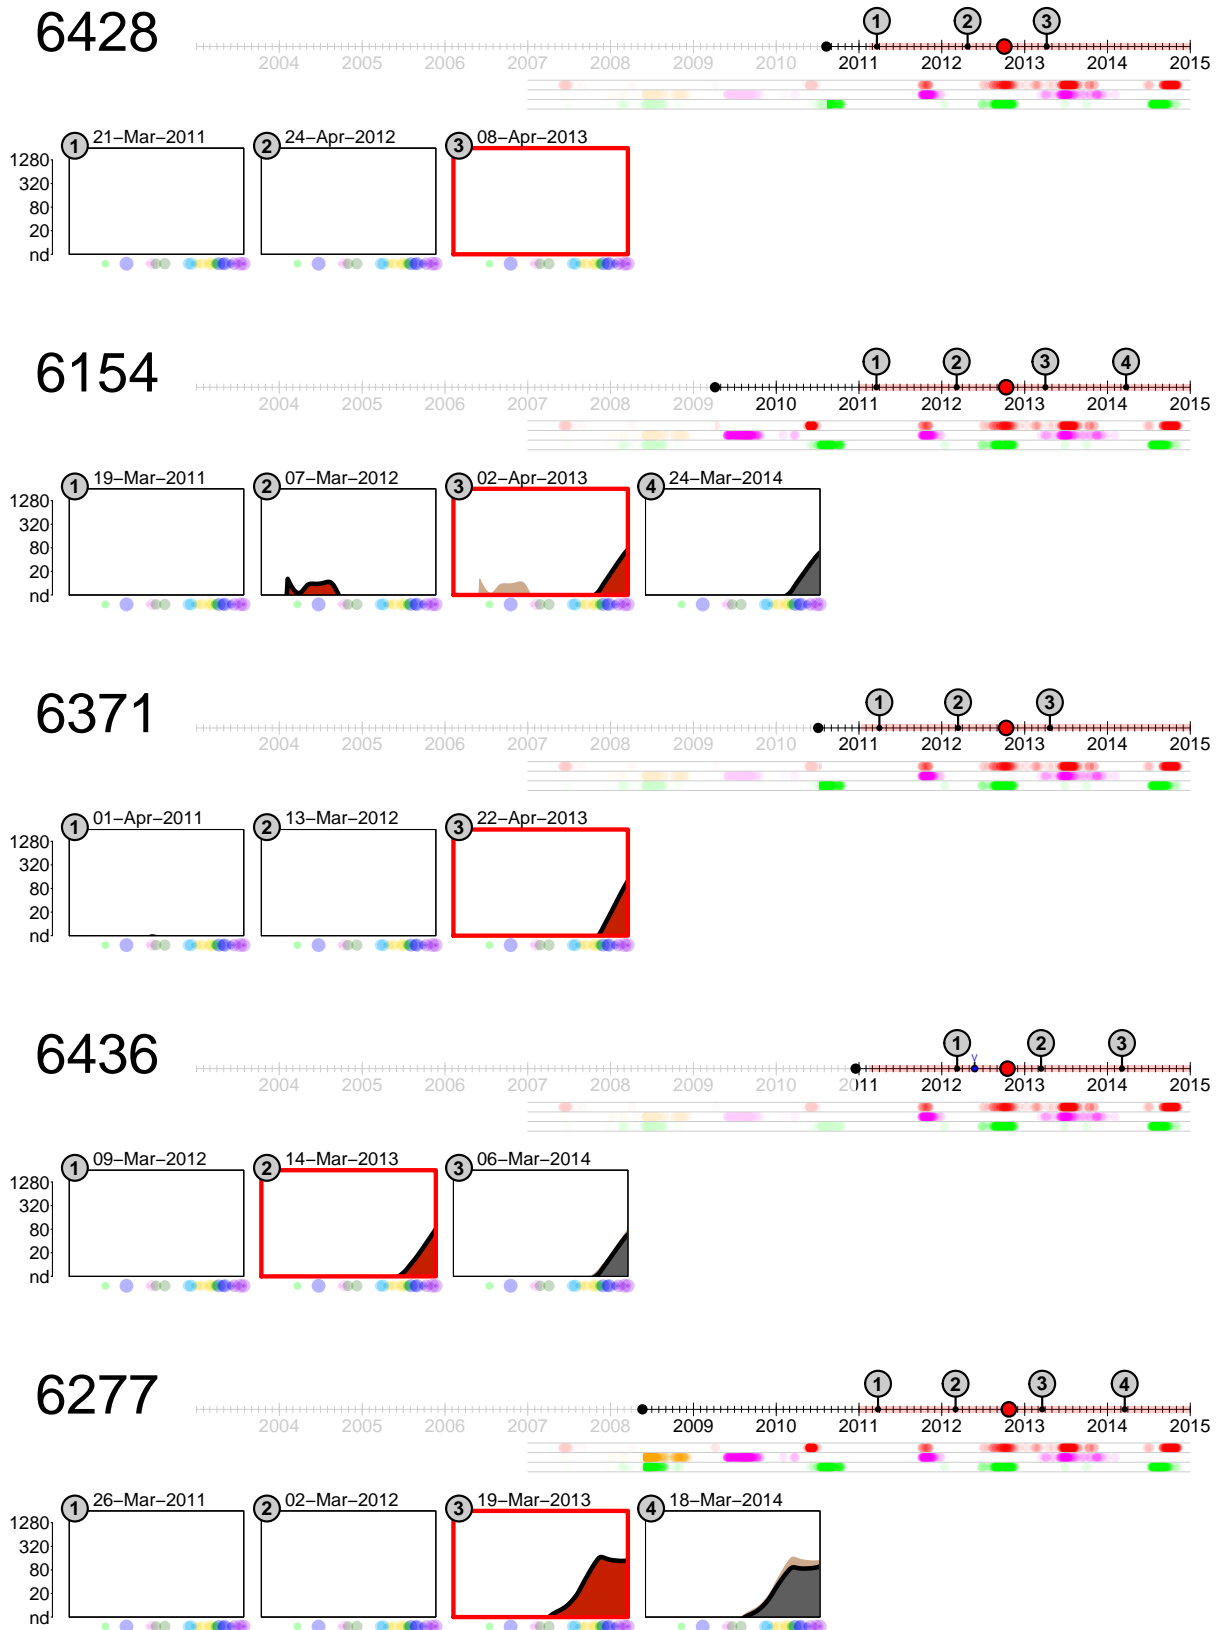 6428
1 2 3
2004 2005 2006 2007 2008 2009 2010 2011 2012 2013 2014 2015
1 21–Mar–2011 2 24–Apr–2012 3 08–Apr–2013
1280
320
80
20
nd
6154
1 2 3 4
2004 2005 2006 2007 2008 2009 2010 2011 2012 2013 2014 2015
1 19–Mar–2011 2 07–Mar–2012 3 02–Apr–2013 4 24–Mar–2014
1280
320
80
20
nd
6371
1 2 3
2004 2005 2006 2007 2008 2009 2010 2011 2012 2013 2014 2015
1 01–Apr–2011 2 13–Mar–2012 3 22–Apr–2013
1280
320
80
20
nd
6436
1 v 2 3
2004 2005 2006 2007 2008 2009 2010 2011 2012 2013 2014 2015
1 09–Mar–2012 2 14–Mar–2013 3 06–Mar–2014
1280
320
80
20
nd
6277
1 2 3 4
2004 2005 2006 2007 2008 2009 2010 2011 2012 2013 2014 2015
1 26–Mar–2011 2 02–Mar–2012 3 19–Mar–2013 4 18–Mar–2014
1280
320
80
20
nd